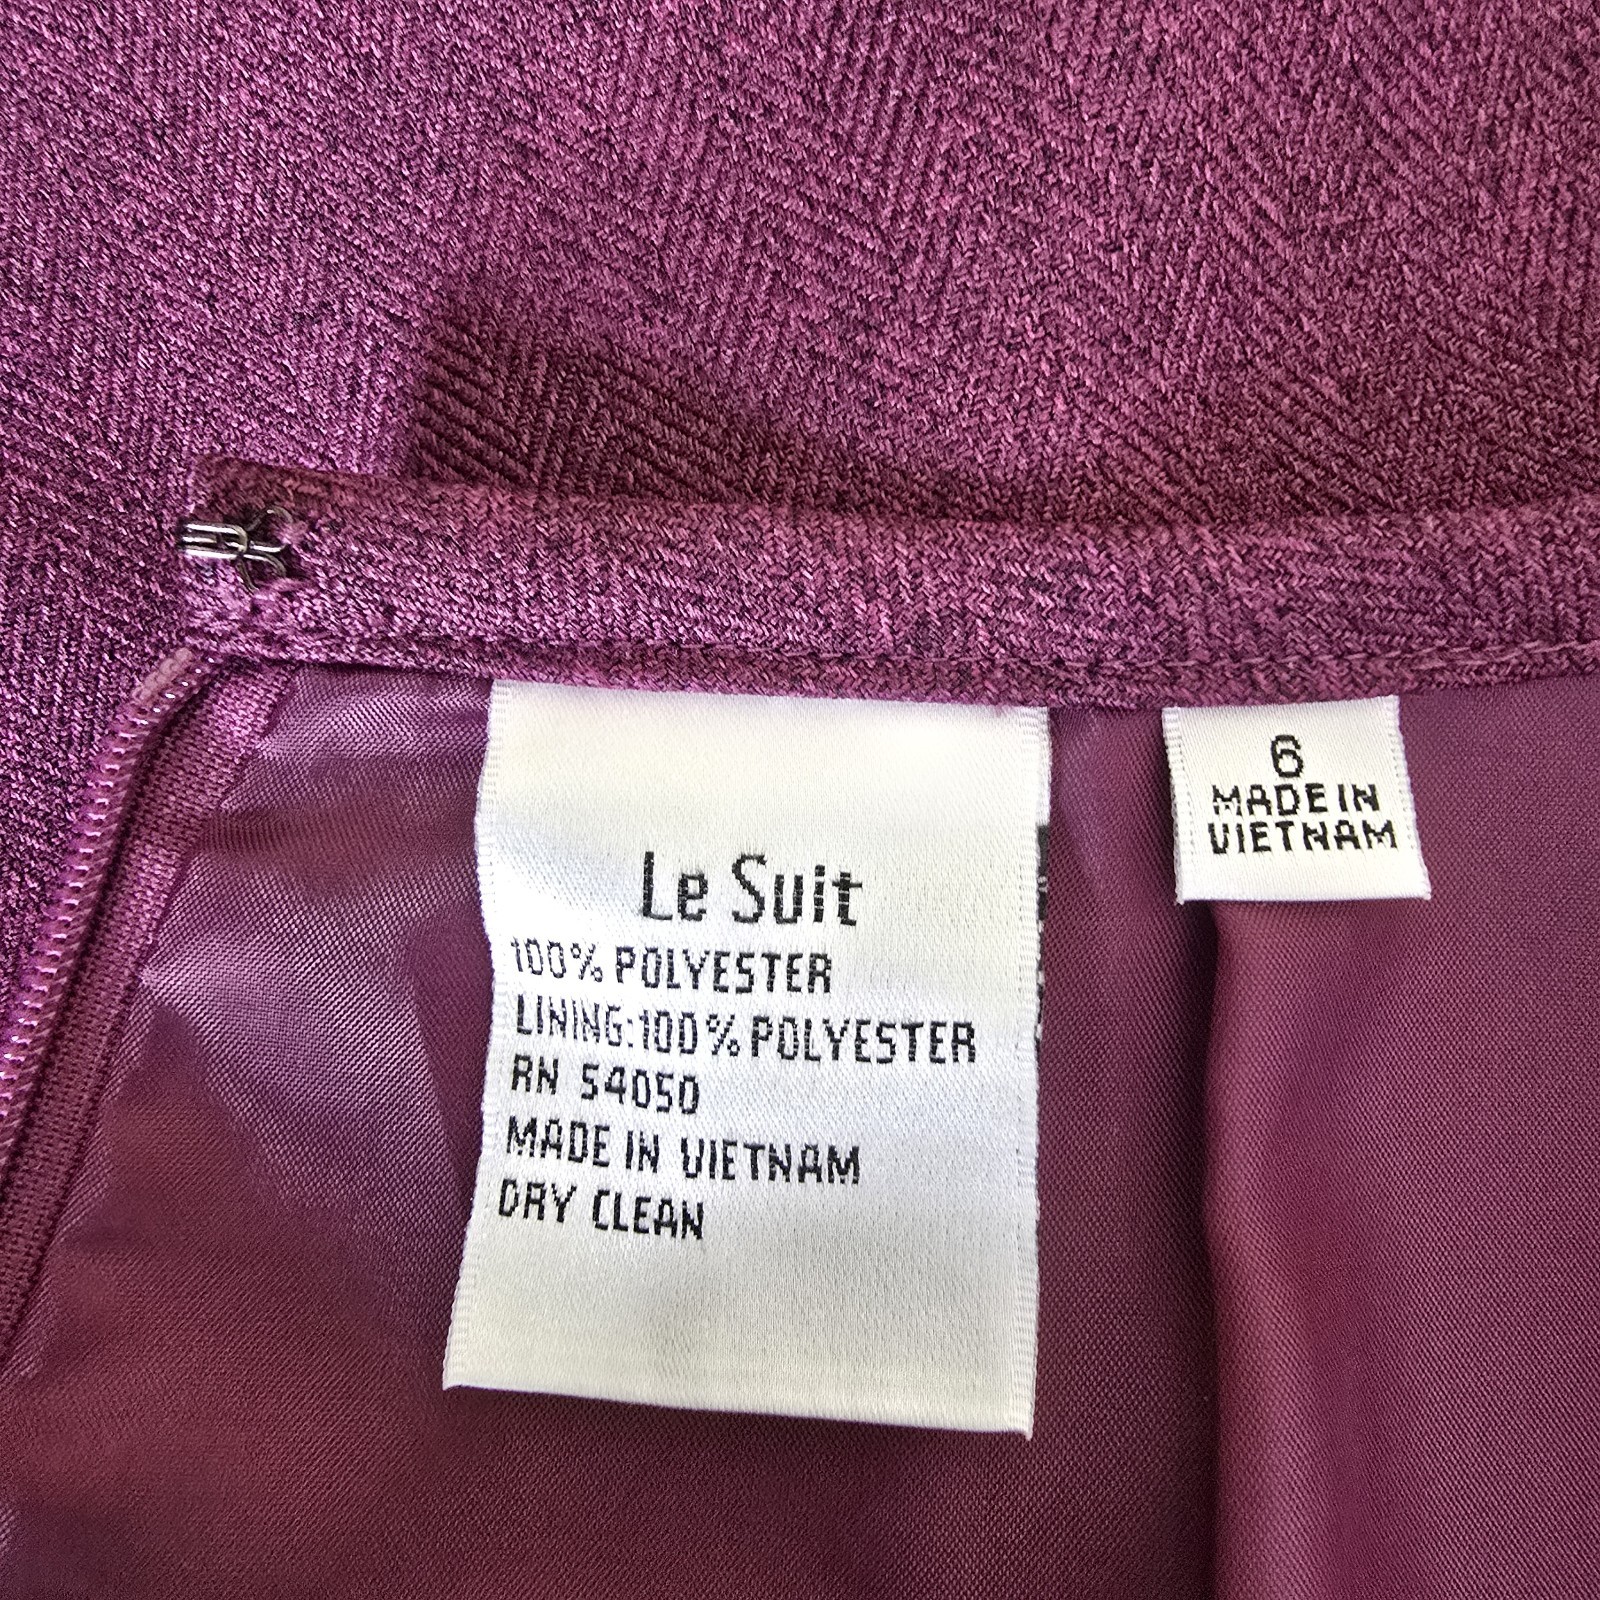 Le Suit
100% POLYESTER
LINING:100% POLYESTER
RN 54050
MADE IN VIETNAM
DRY CLEAN
6
MADE IN
VIETNAM